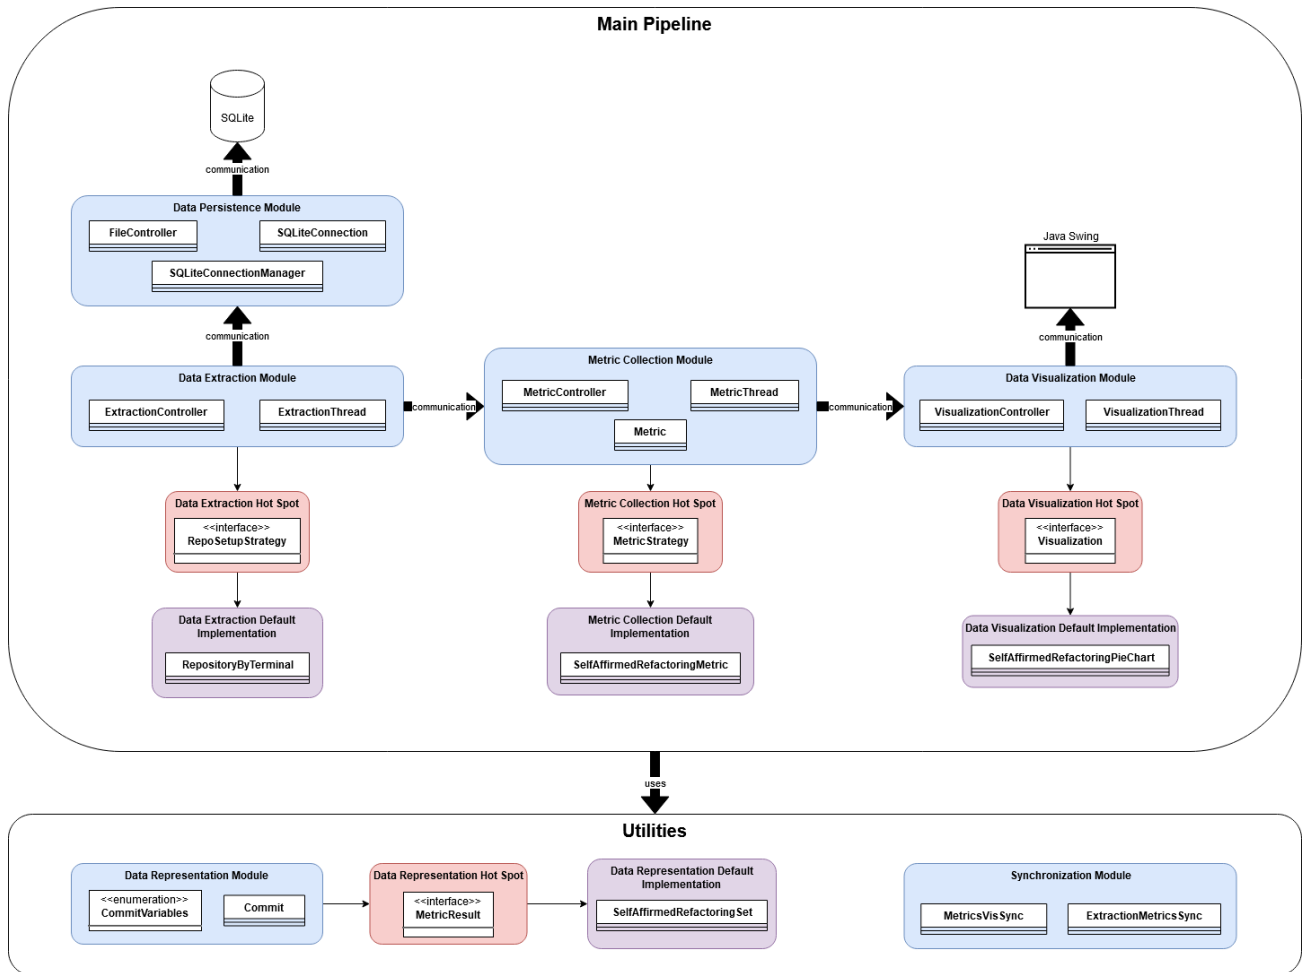 Main Pipeline
SQLite
communication
Data Persistence Module
FileController
SQLiteConnection
SQLiteConnectionManager
communication
Java Swing
communication
Data Extraction Module
ExtractionController
ExtractionThread
communication
Metric Collection Module
MetricController
MetricThread
Metric
communication
Data Visualization Module
VisualizationController
VisualizationThread
Data Extraction Hot Spot
<<interface>>
RepoSetupStrategy
Metric Collection Hot Spot
<<interface>>
MetricStrategy
Data Visualization Hot Spot
<<interface>>
Visualization
Data Extraction Default
Implementation
RepositoryByTerminal
Metric Collection Default
Implementation
SelfAffirmedRefactoringMetric
Data Visualization Default Implementation
SelfAffirmedRefactoringPieChart
uses
Utilities
Data Representation Module
<<enumeration>>
CommitVariables
Commit
Data Representation Hot Spot
<<interface>>
MetricResult
Data Representation Default
Implementation
SelfAffirmedRefactoringSet
Synchronization Module
MetricsVisSync
ExtractionMetricsSync